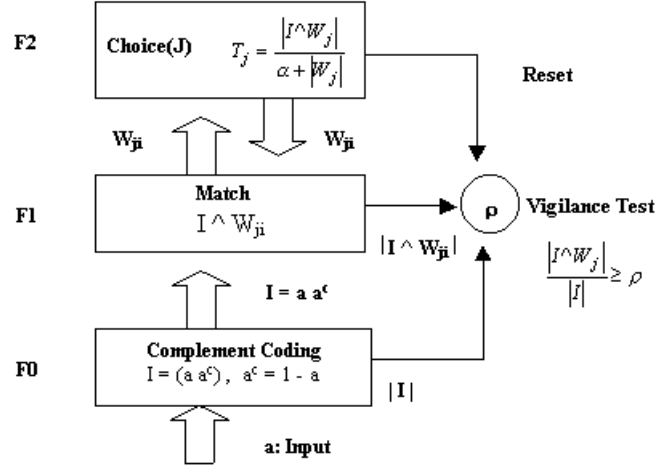 F2
Choice(J)
T_j = |I^W_j| / α + |W_j|
Reset
W_ji
W_ji
F1
Match
I ^ W_ji
ρ
Vigilance Test
|I ^ W_ji|
|I^W_j| / |I| ≥ ρ
I = a a^c
F0
Complement Coding
I = (a a^c) , a^c = 1 - a
|I|
a: Input